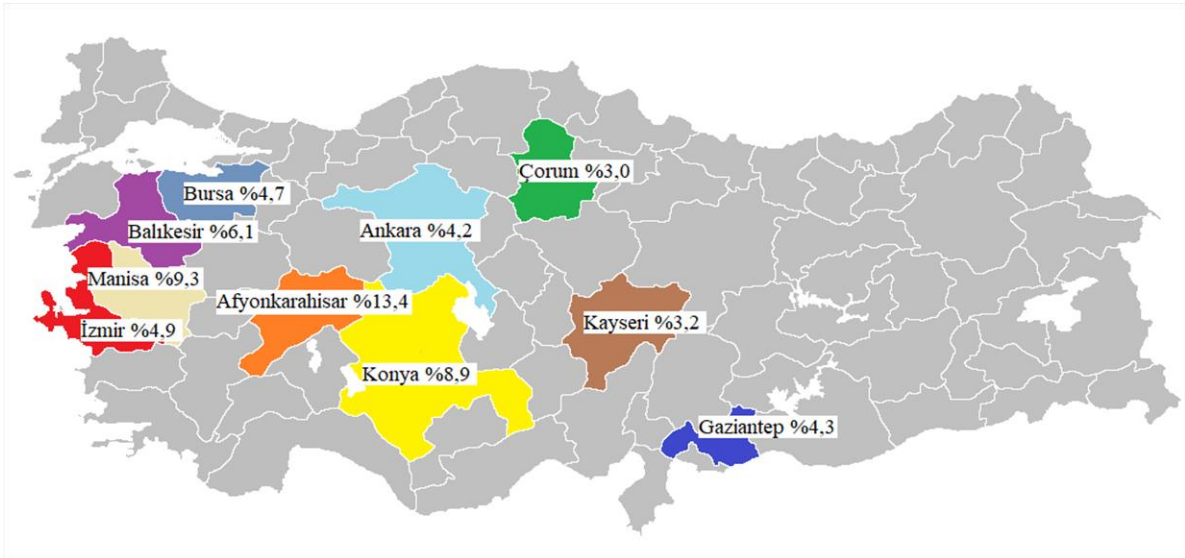 Çorum %3,0
Bursa %4,7
Balıkesir %6,1
Ankara %4,2
Manisa %9,3
Afyonkarahisar %13,4
İzmir %4,9
Kayseri %3,2
Konya %8,9
Gaziantep %4,3